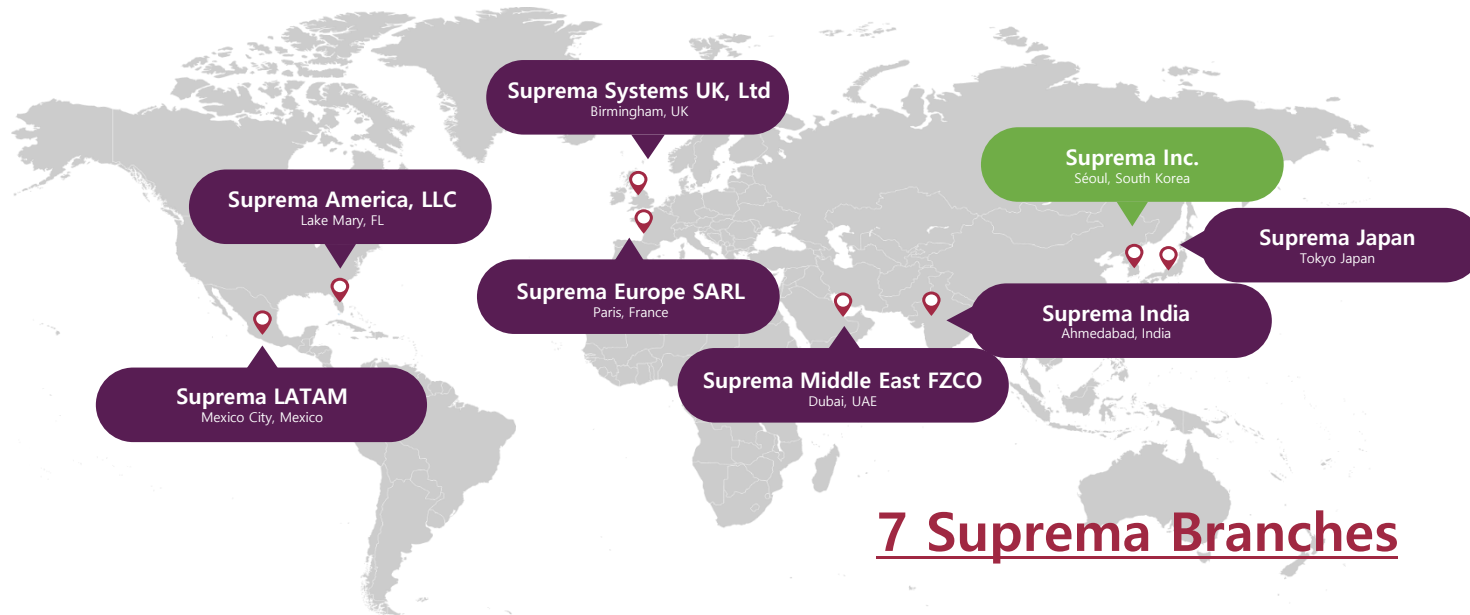 Suprema Systems UK, Ltd
Birmingham, UK
Suprema Inc.
Séoul, South Korea
Suprema America, LLC
Lake Mary, FL
Suprema Japan
Tokyo Japan
Suprema Europe SARL
Paris, France
Suprema India
Ahmedabad, India
Suprema Middle East FZCO
Dubai, UAE
Suprema LATAM
Mexico City, Mexico
7 Suprema Branches